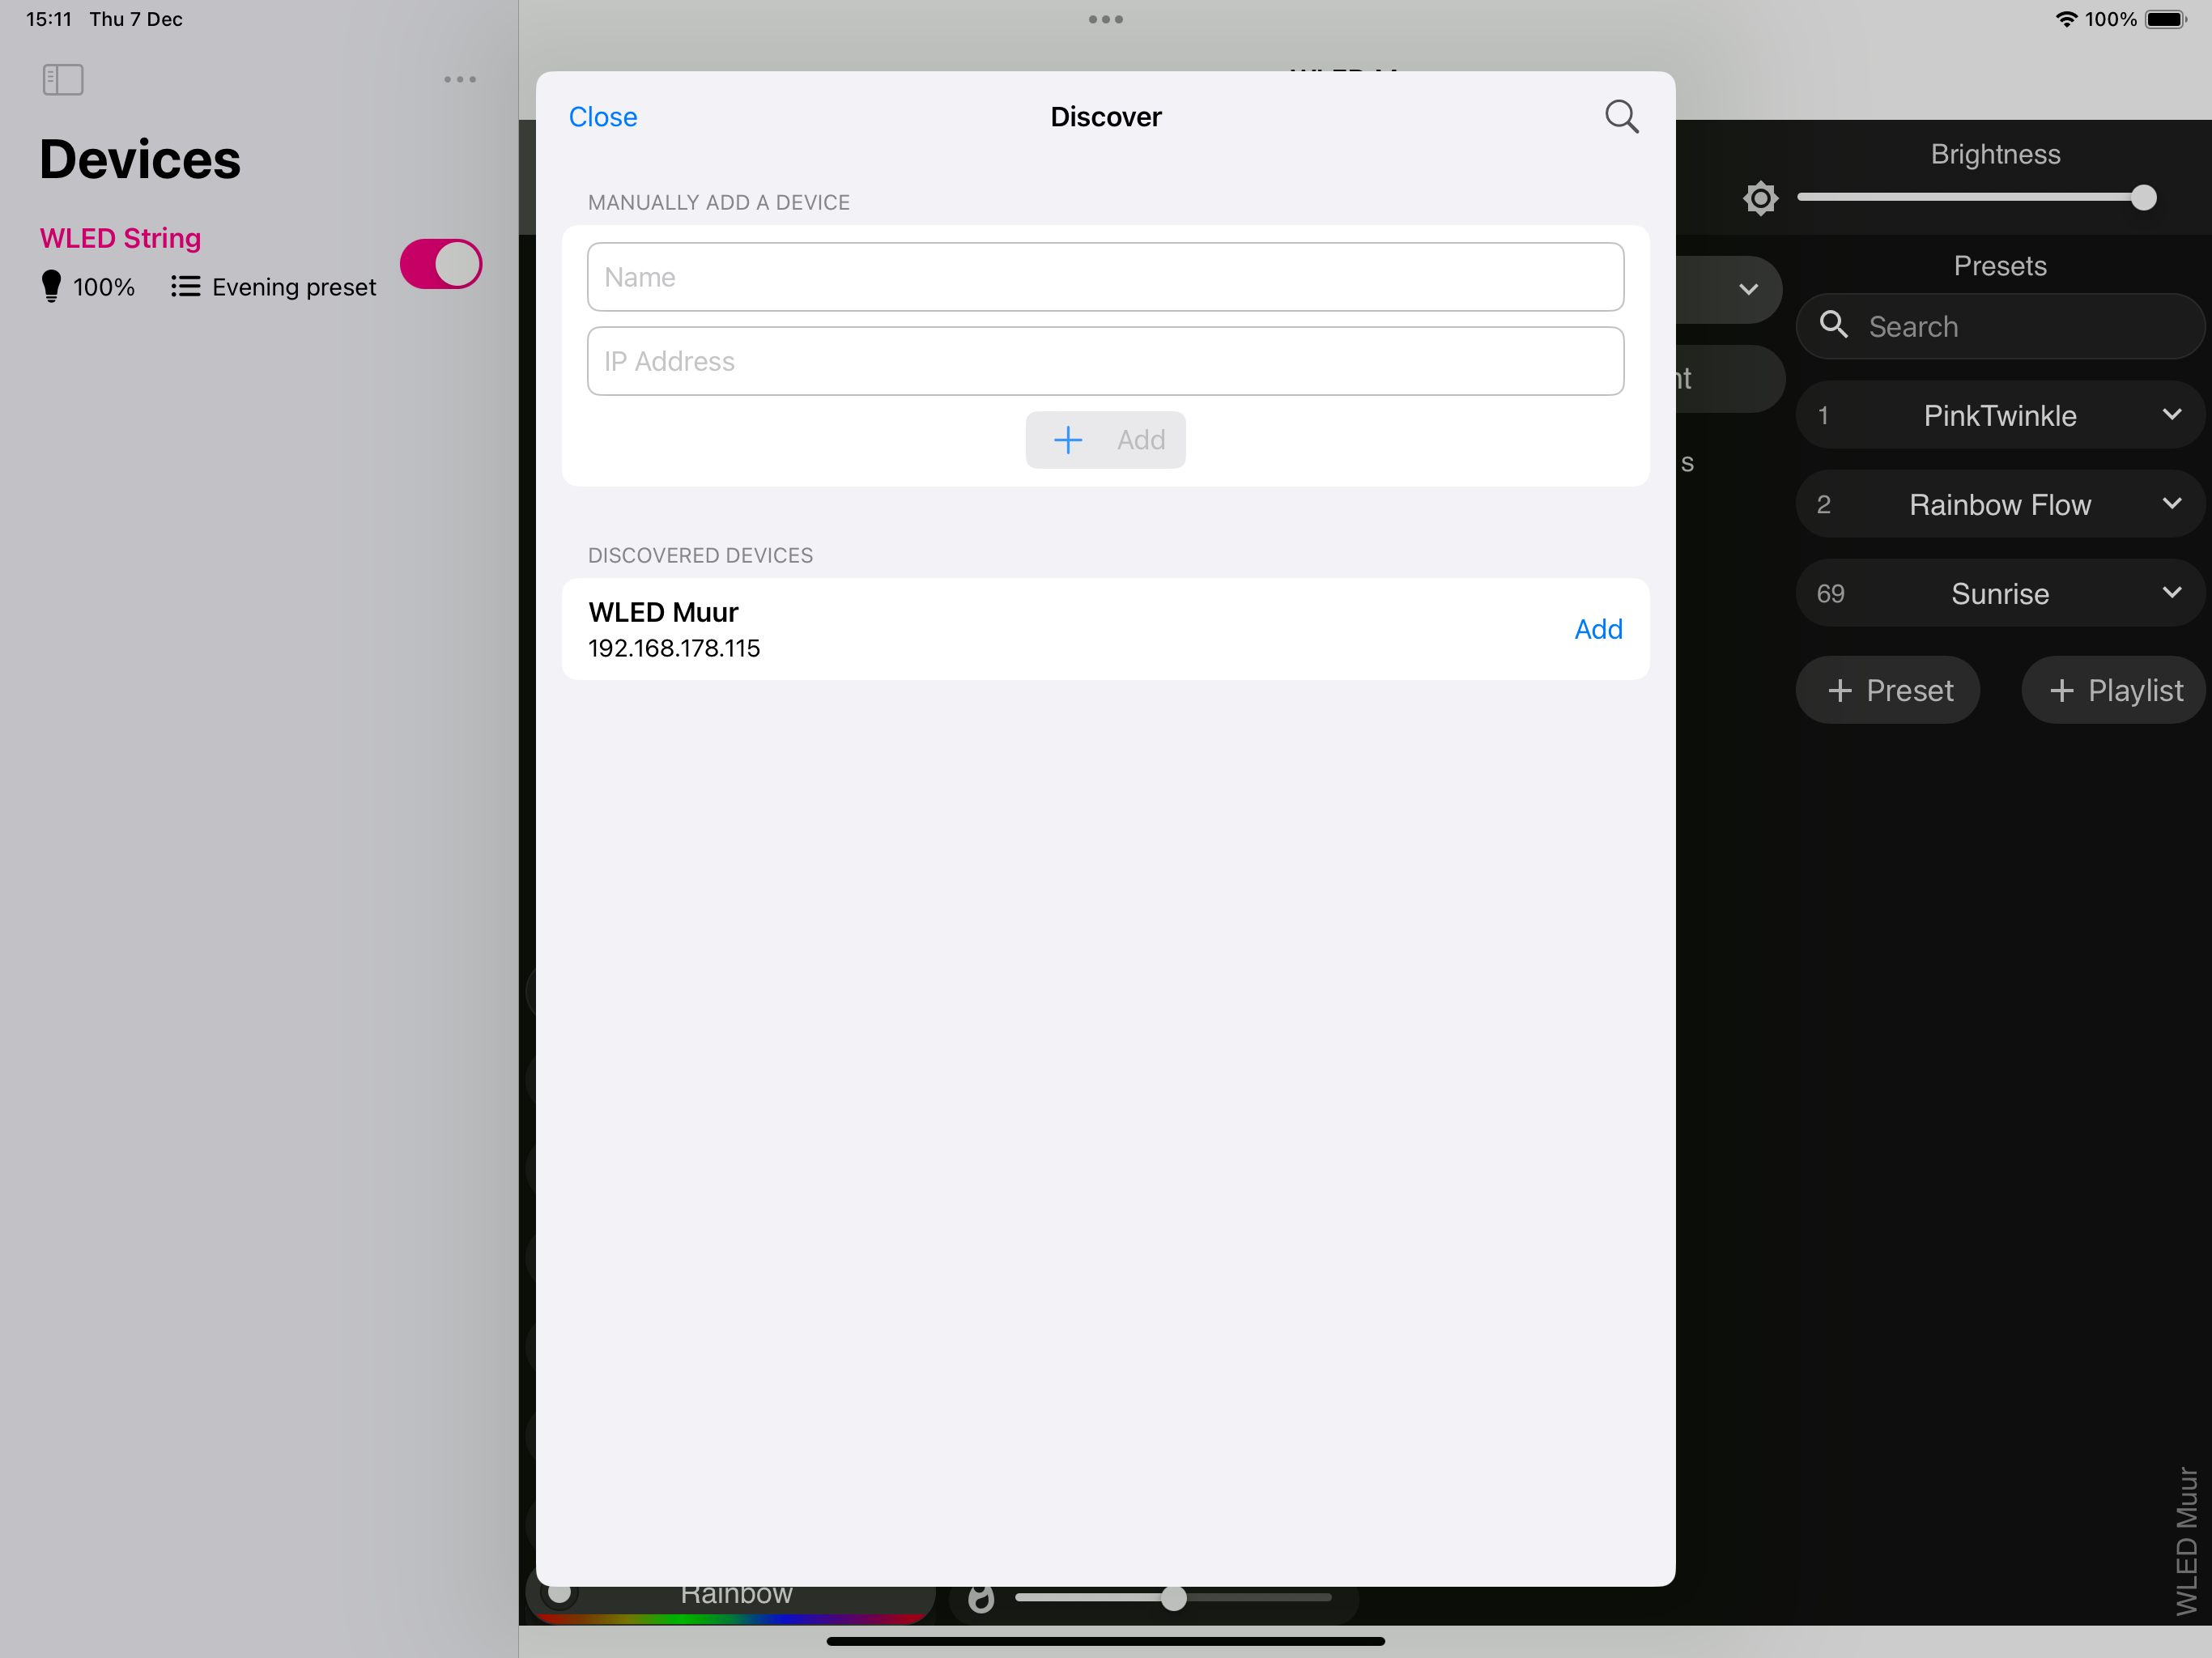 15:11 Thu 7 Dec
100%
Devices
WLED String
100% Evening preset
Close
Discover
MANUALLY ADD A DEVICE
Name
IP Address
Add
DISCOVERED DEVICES
WLED Muur
192.168.178.115
Add
Brightness
Presets
Search
1 PinkTwinkle
2 Rainbow Flow
69 Sunrise
+ Preset
+ Playlist
Rainbow
WLED Muur